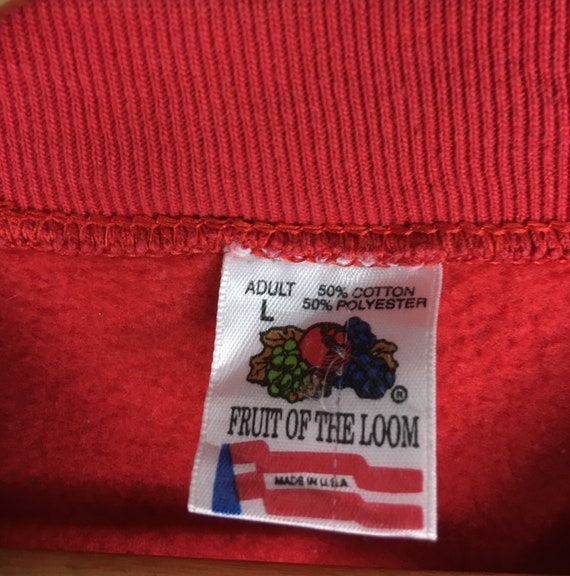 ADULT 50% COTTON
L 50% POLYESTER
®
FRUIT OF THE LOOM
MADE IN U.S.A